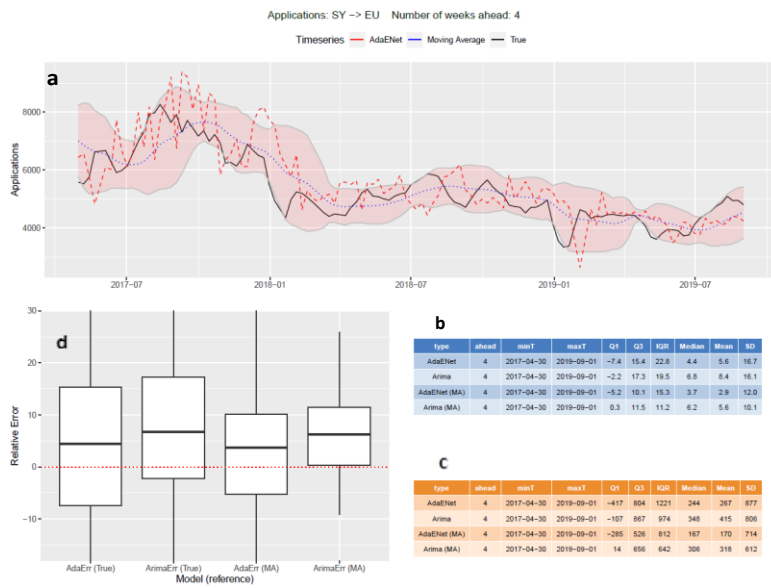 Applications: SY -> EU Number of weeks ahead: 4
Timeseries AdaENet Moving Average True
a
8000
6000
4000
Applications
2017-07 2018-01 2018-07 2019-01 2019-07
d
30
20
10
0
-10
Relative Error
AdaErr (True) ArimaErr (True) AdaErr (MA) ArimaErr (MA)
Model (reference)
b
type ahead minT maxT Q1 Q3 IQR Median Mean SD
AdaENet 4 2017-04-30 2019-09-01 -7.4 15.4 22.8 4.4 5.6 16.7
Arima 4 2017-04-30 2019-09-01 -2.2 17.3 19.5 6.8 8.4 16.1
AdaENet (MA) 4 2017-04-30 2019-09-01 -5.2 10.1 15.3 3.7 2.9 12.0
Arima (MA) 4 2017-04-30 2019-09-01 0.3 11.5 11.2 6.2 5.6 10.1
c
type ahead minT maxT Q1 Q3 IQR Median Mean SD
AdaENet 4 2017-04-30 2019-09-01 -417 804 1221 244 267 877
Arima 4 2017-04-30 2019-09-01 -107 867 974 348 415 806
AdaENet (MA) 4 2017-04-30 2019-09-01 -285 526 812 167 170 714
Arima (MA) 4 2017-04-30 2019-09-01 14 656 642 306 318 612